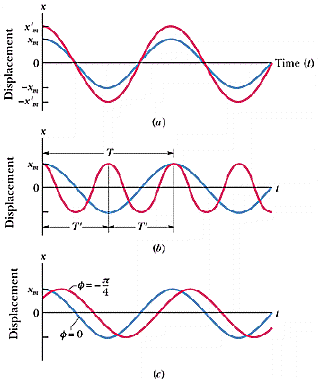 x
x'm
xm
0
-xm
-x'm
Displacement
Time (t)
(a)
x
T
xm
0
Displacement
t
T'
T'
(b)
x
xm
0
Displacement
ϕ=-π/4
ϕ=0
t
(c)